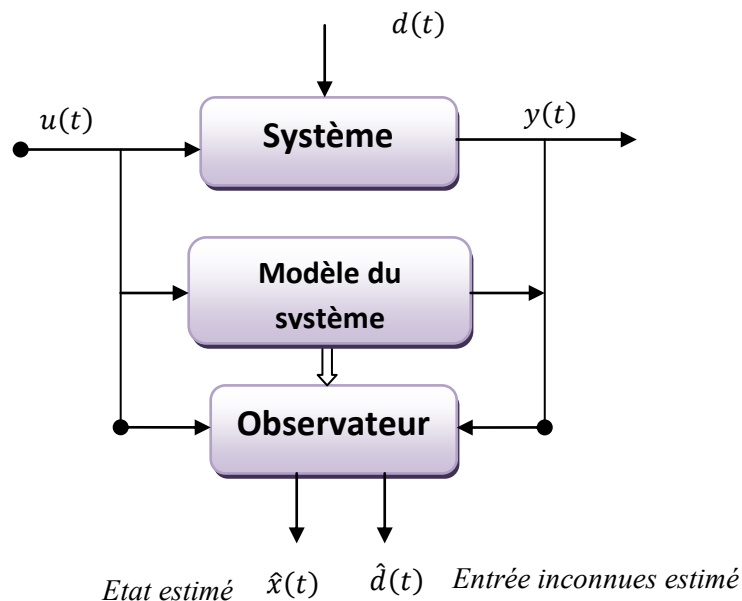 d(t)
u(t)
Système
y(t)
Modèle du
système
Observateur
Etat estimé x̂(t) d̂(t) Entrée inconnues estimé